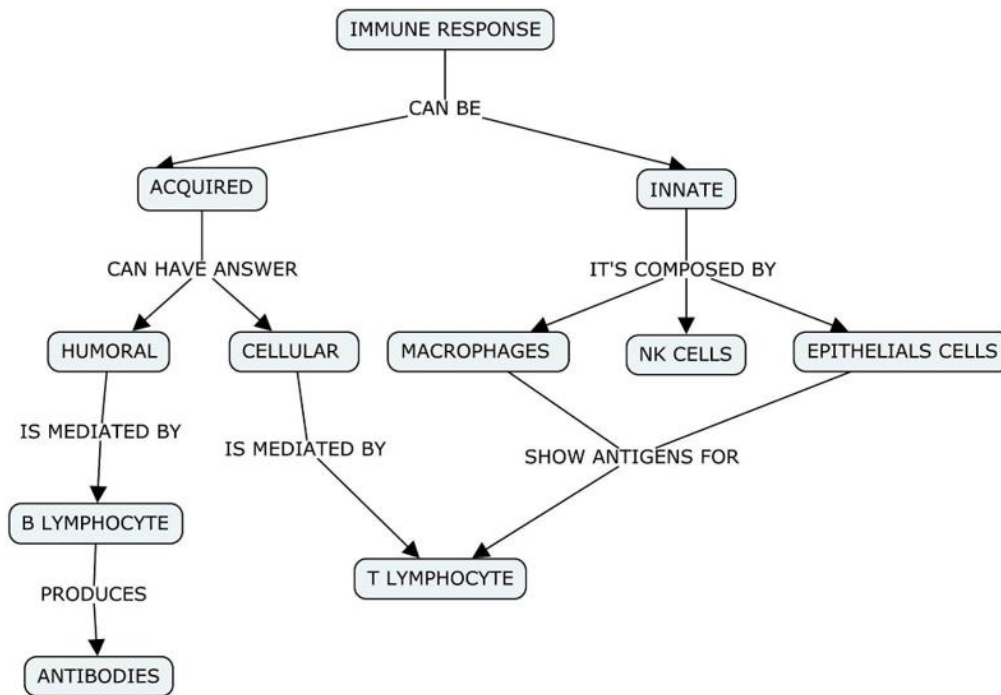 IMMUNE RESPONSE
CAN BE
ACQUIRED
INNATE
CAN HAVE ANSWER
IT'S COMPOSED BY
HUMORAL
CELLULAR
MACROPHAGES
NK CELLS
EPITHELIALS CELLS
IS MEDIATED BY
IS MEDIATED BY
SHOW ANTIGENS FOR
B LYMPHOCYTE
T LYMPHOCYTE
PRODUCES
ANTIBODIES